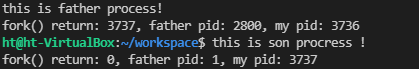 this is father process!
fork() return: 3737, father pid: 2800, my pid: 3736
ht@ht-VirtualBox:~/workspace$ this is son procress !
fork() return: 0, father pid: 1, my pid: 3737